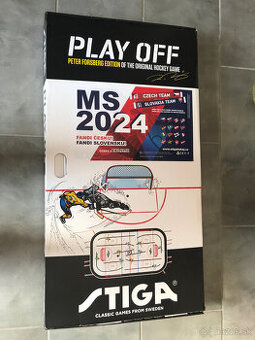 PLAY OFF
PETER FORSBERG EDITION OF THE ORIGINAL HOCKEY GAME
MS
2024
CZECH TEAM
SLOVAKIA TEAM
FANDI ČESKU!
FANDI SLOVENSKU!
STIGA
CLASSIC GAMES FROM SWEDEN